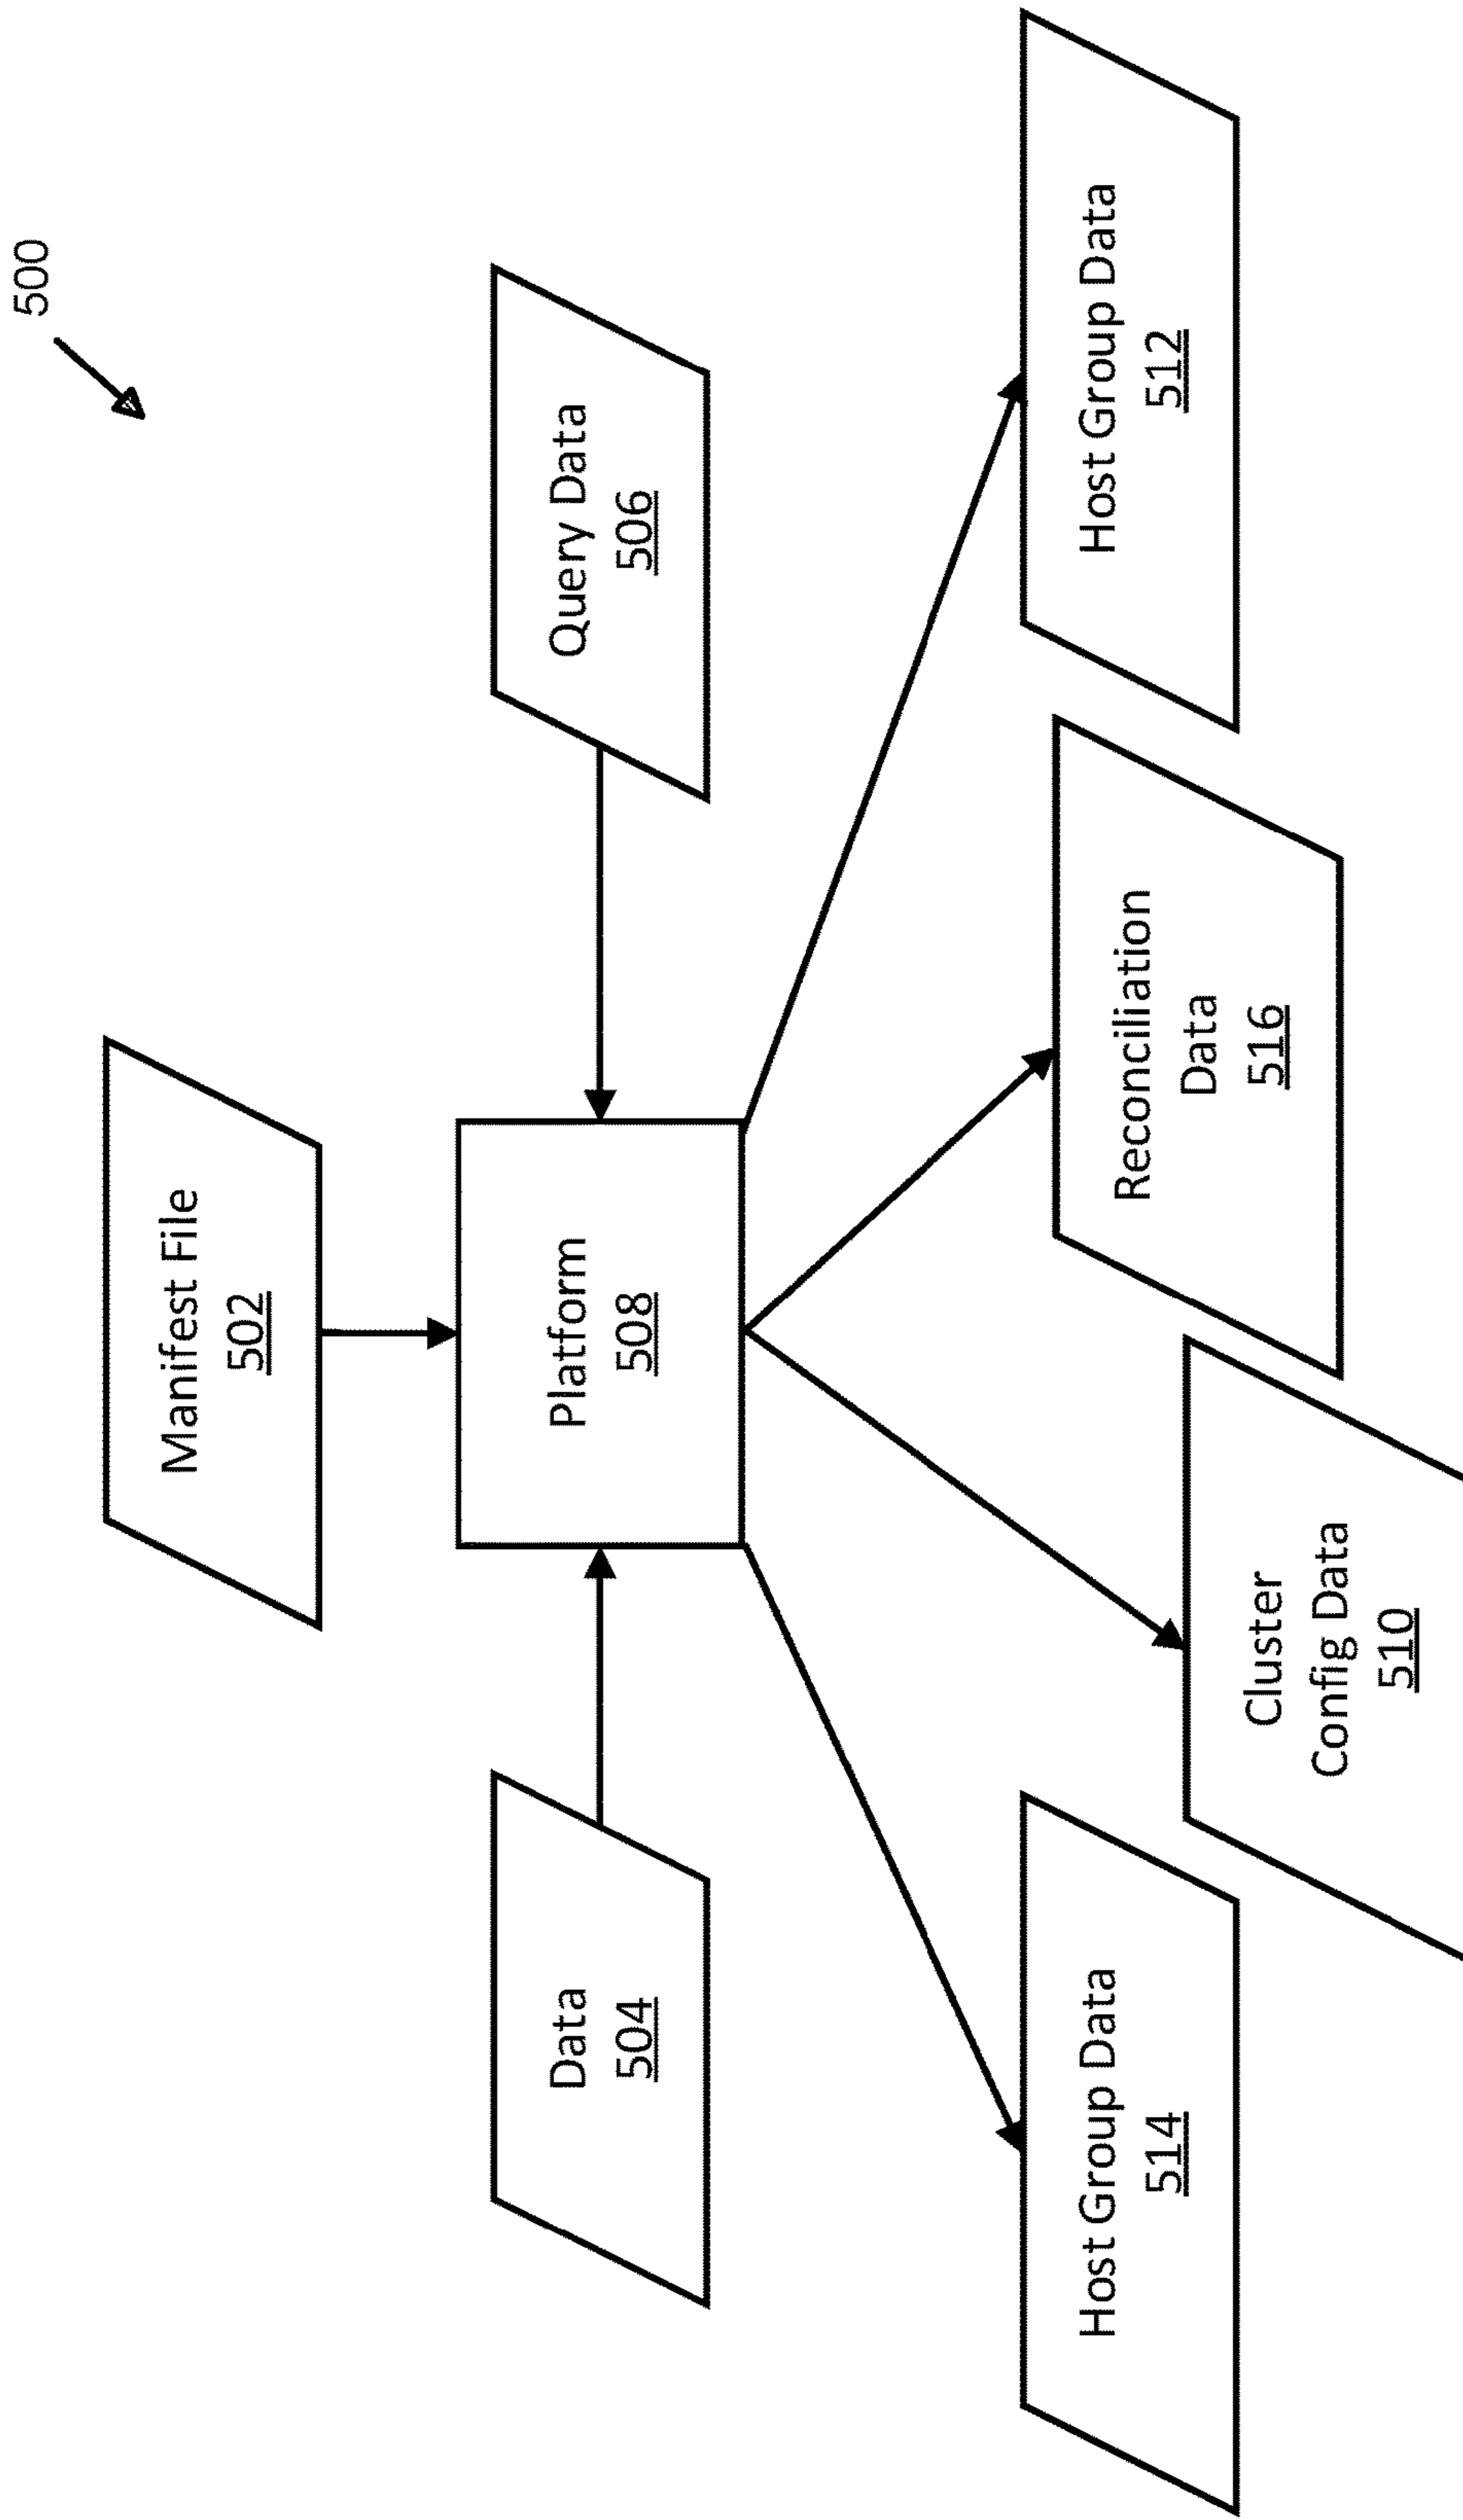 500
Manifest File
502
Data
504
Platform
508
Query Data
506
Host Group Data
514
Cluster
Config Data
510
Reconciliation
Data
516
Host Group Data
512